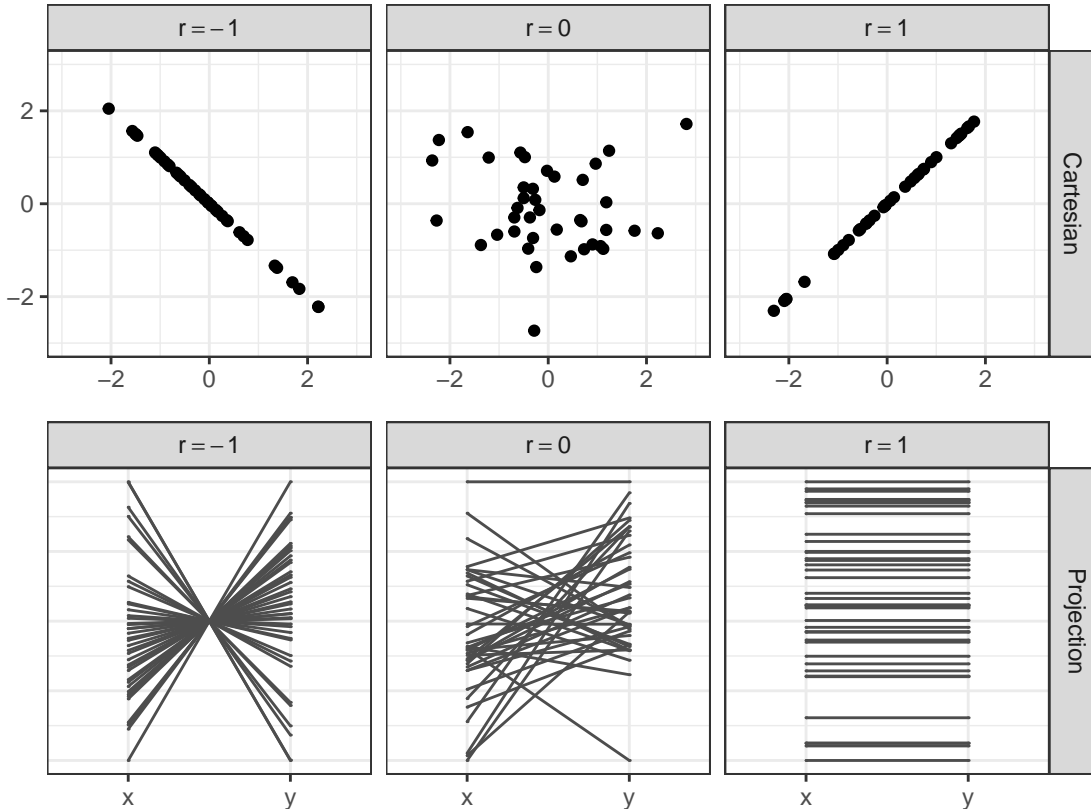 r = − 1
r = 0
r = 1
2
0
−2
Cartesian
−2 0 2
−2 0 2
−2 0 2
r = − 1
r = 0
r = 1
Projection
x y
x y
x y